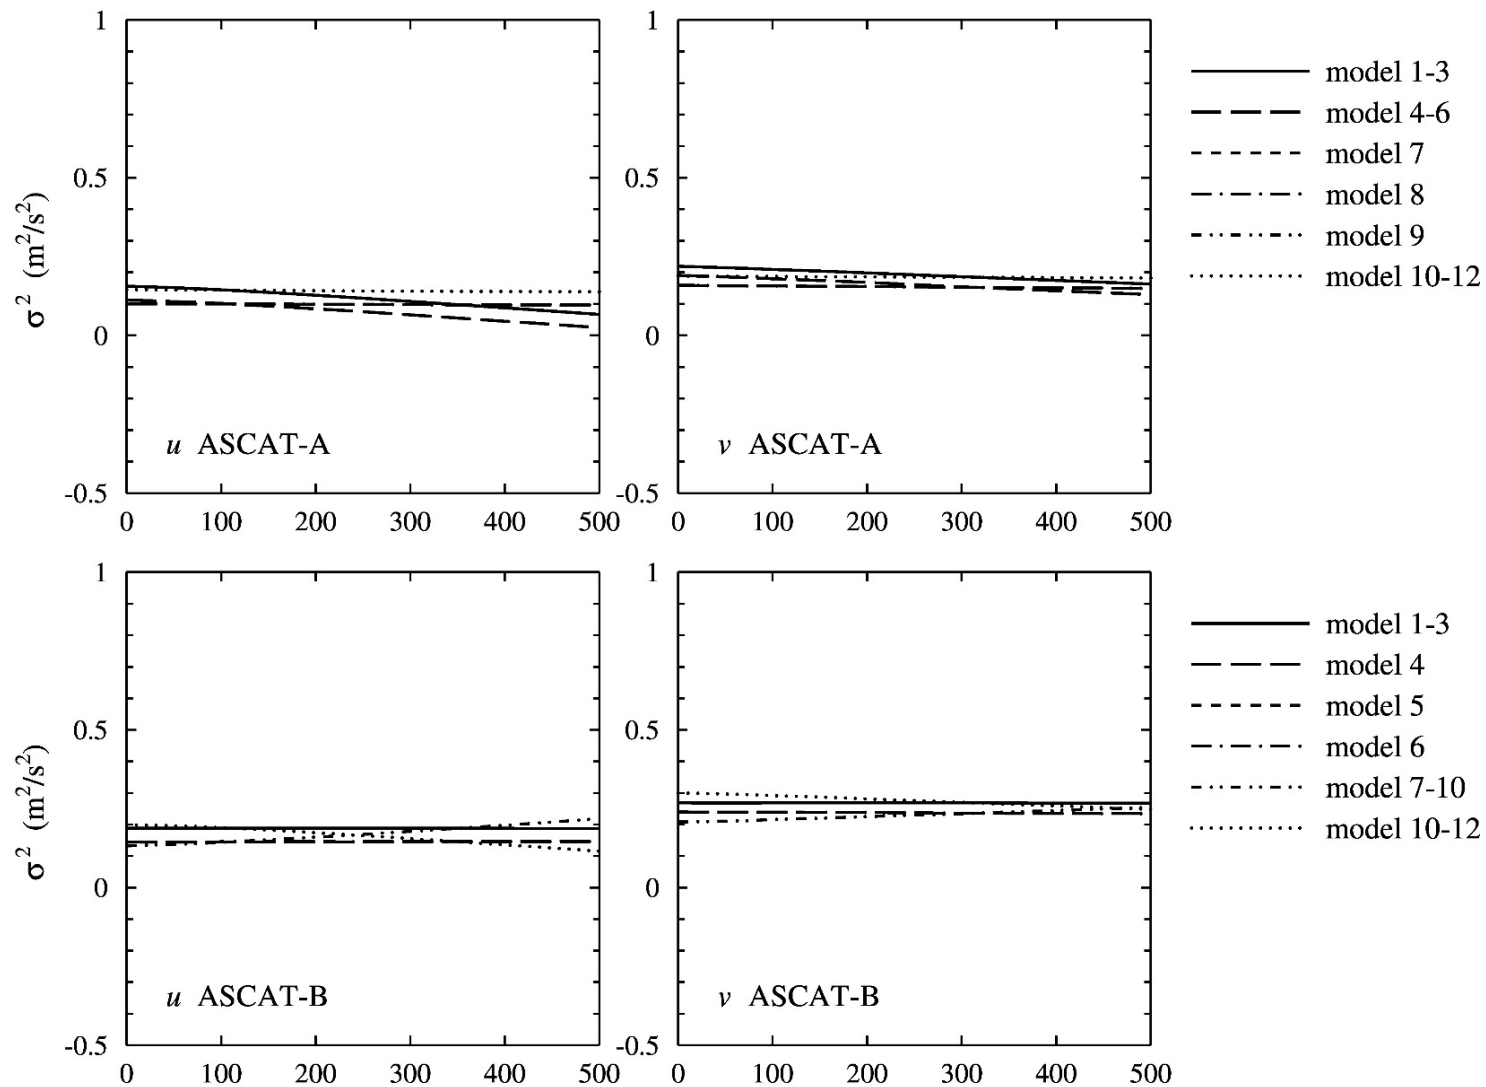 1
0.5
0
-0.5
σ² (m²/s²)
u ASCAT-A
0 100 200 300 400 500
1
0.5
0
-0.5
v ASCAT-A
0 100 200 300 400 500
model 1-3
model 4-6
model 7
model 8
model 9
model 10-12
1
0.5
0
-0.5
σ² (m²/s²)
u ASCAT-B
0 100 200 300 400 500
1
0.5
0
-0.5
v ASCAT-B
0 100 200 300 400 500
model 1-3
model 4
model 5
model 6
model 7-10
model 10-12